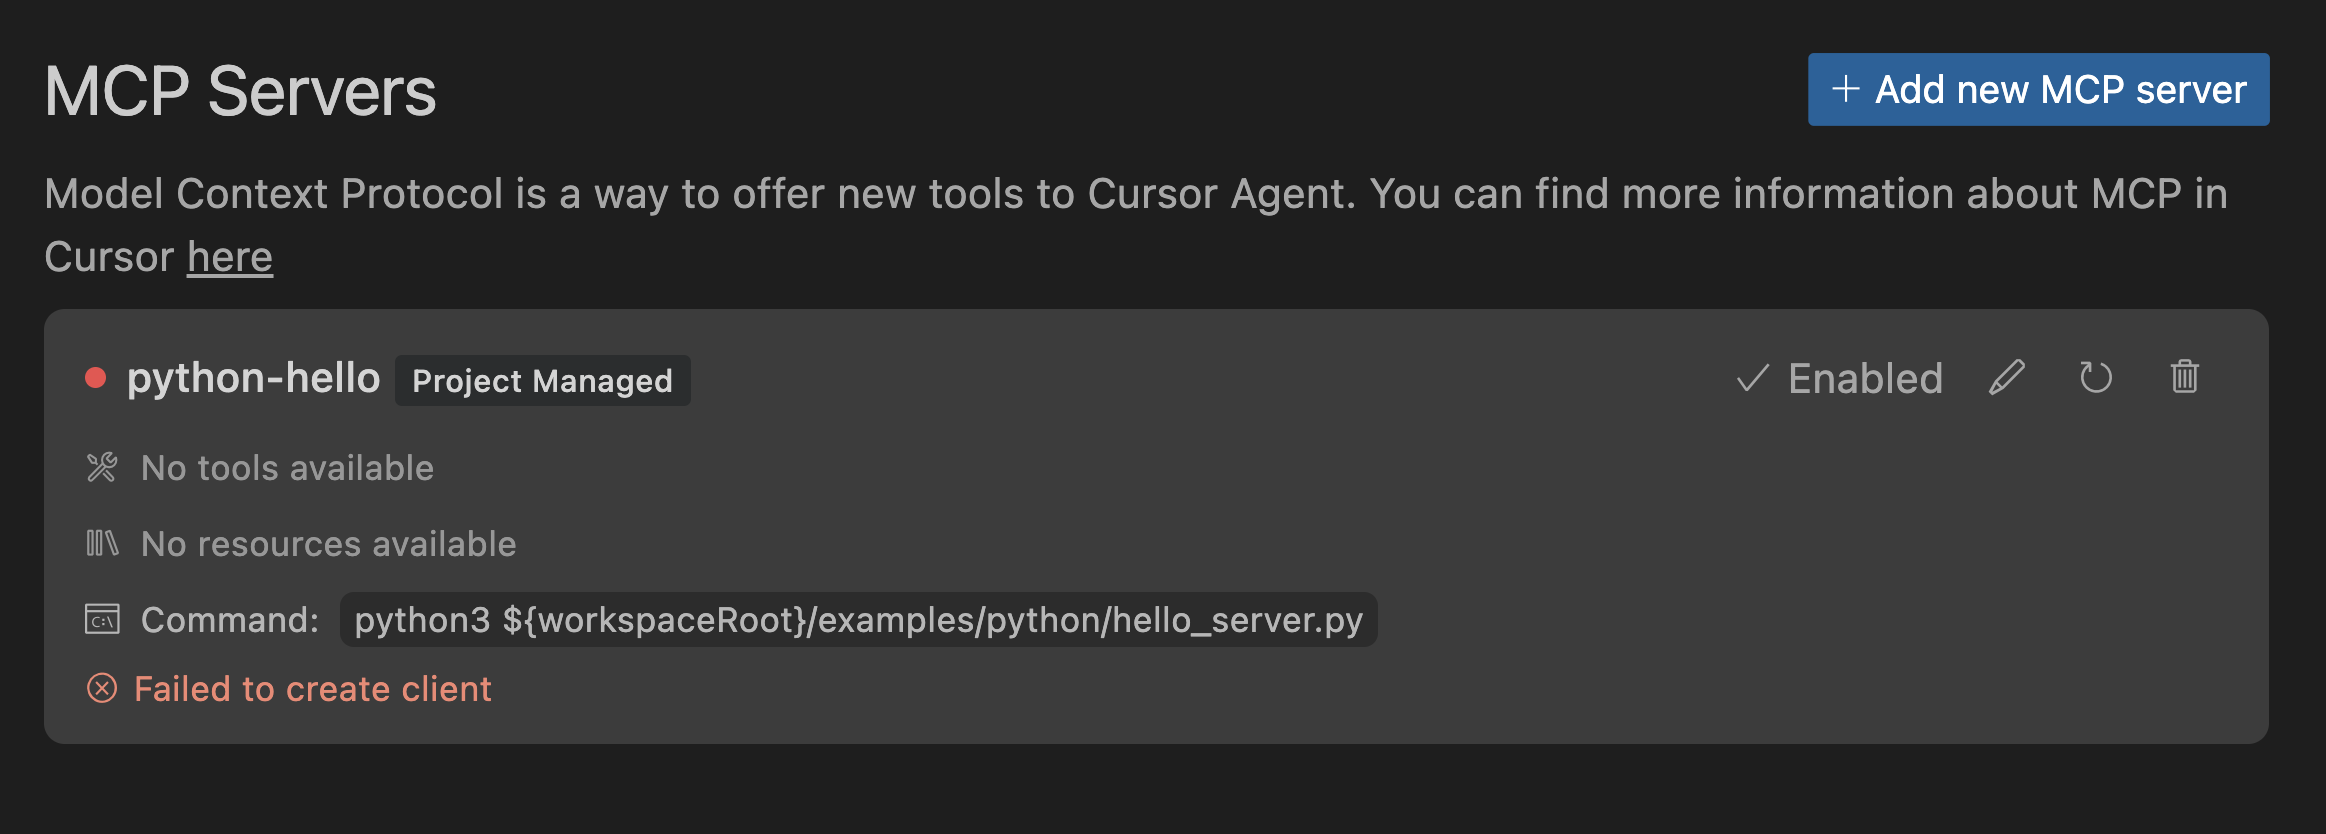 MCP Servers
+ Add new MCP server
Model Context Protocol is a way to offer new tools to Cursor Agent. You can find more information about MCP in
Cursor here
python-hello Project Managed
Enabled
No tools available
No resources available
C:\ Command: python3 ${workspaceRoot}/examples/python/hello_server.py
Failed to create client